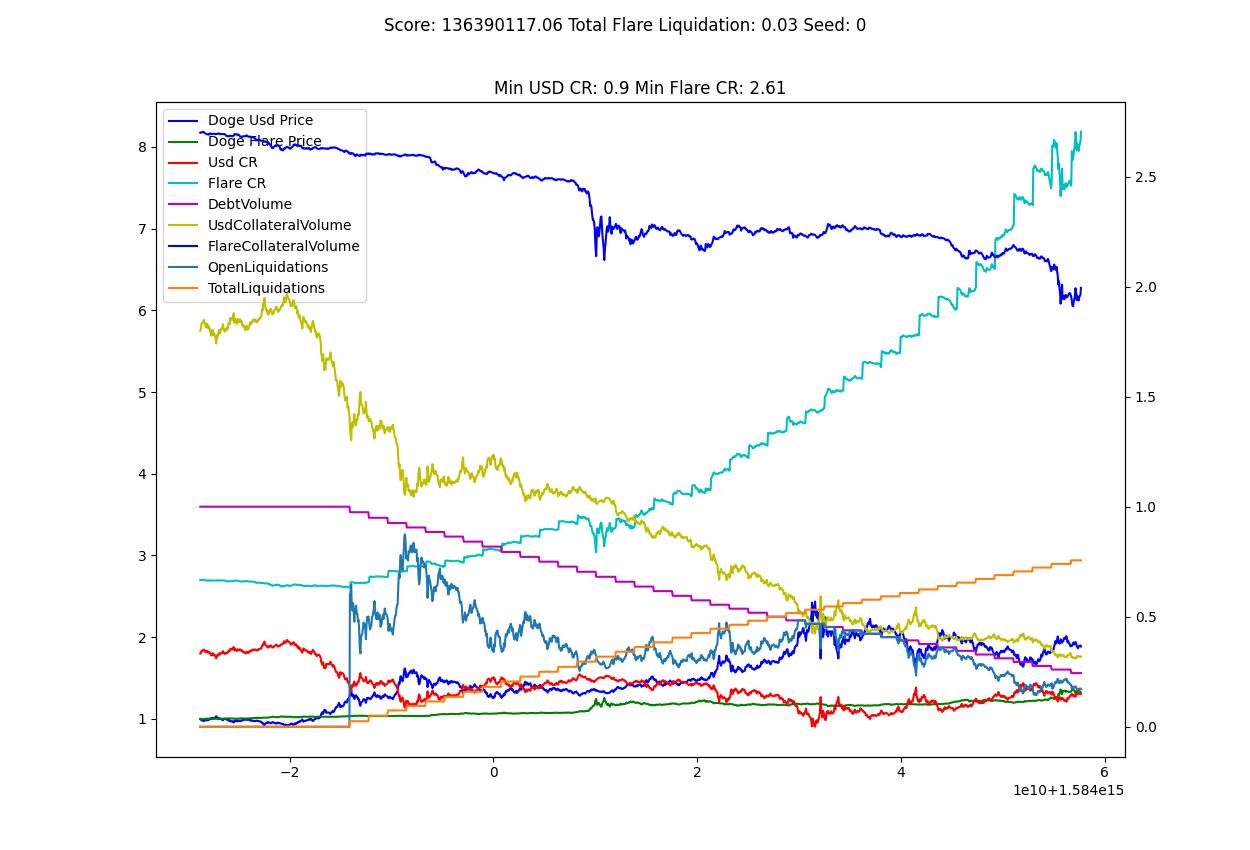 Score: 136390117.06 Total Flare Liquidation: 0.03 Seed: 0
Min USD CR: 0.9 Min Flare CR: 2.61
Doge Usd Price
Doge Flare Price
Usd CR
Flare CR
DebtVolume
UsdCollateralVolume
FlareCollateralVolume
OpenLiquidations
TotalLiquidations
8
7
6
5
4
3
2
1
2.5
2.0
1.5
1.0
0.5
0.0
−2
0
2
4
6
1e10+1.584e15